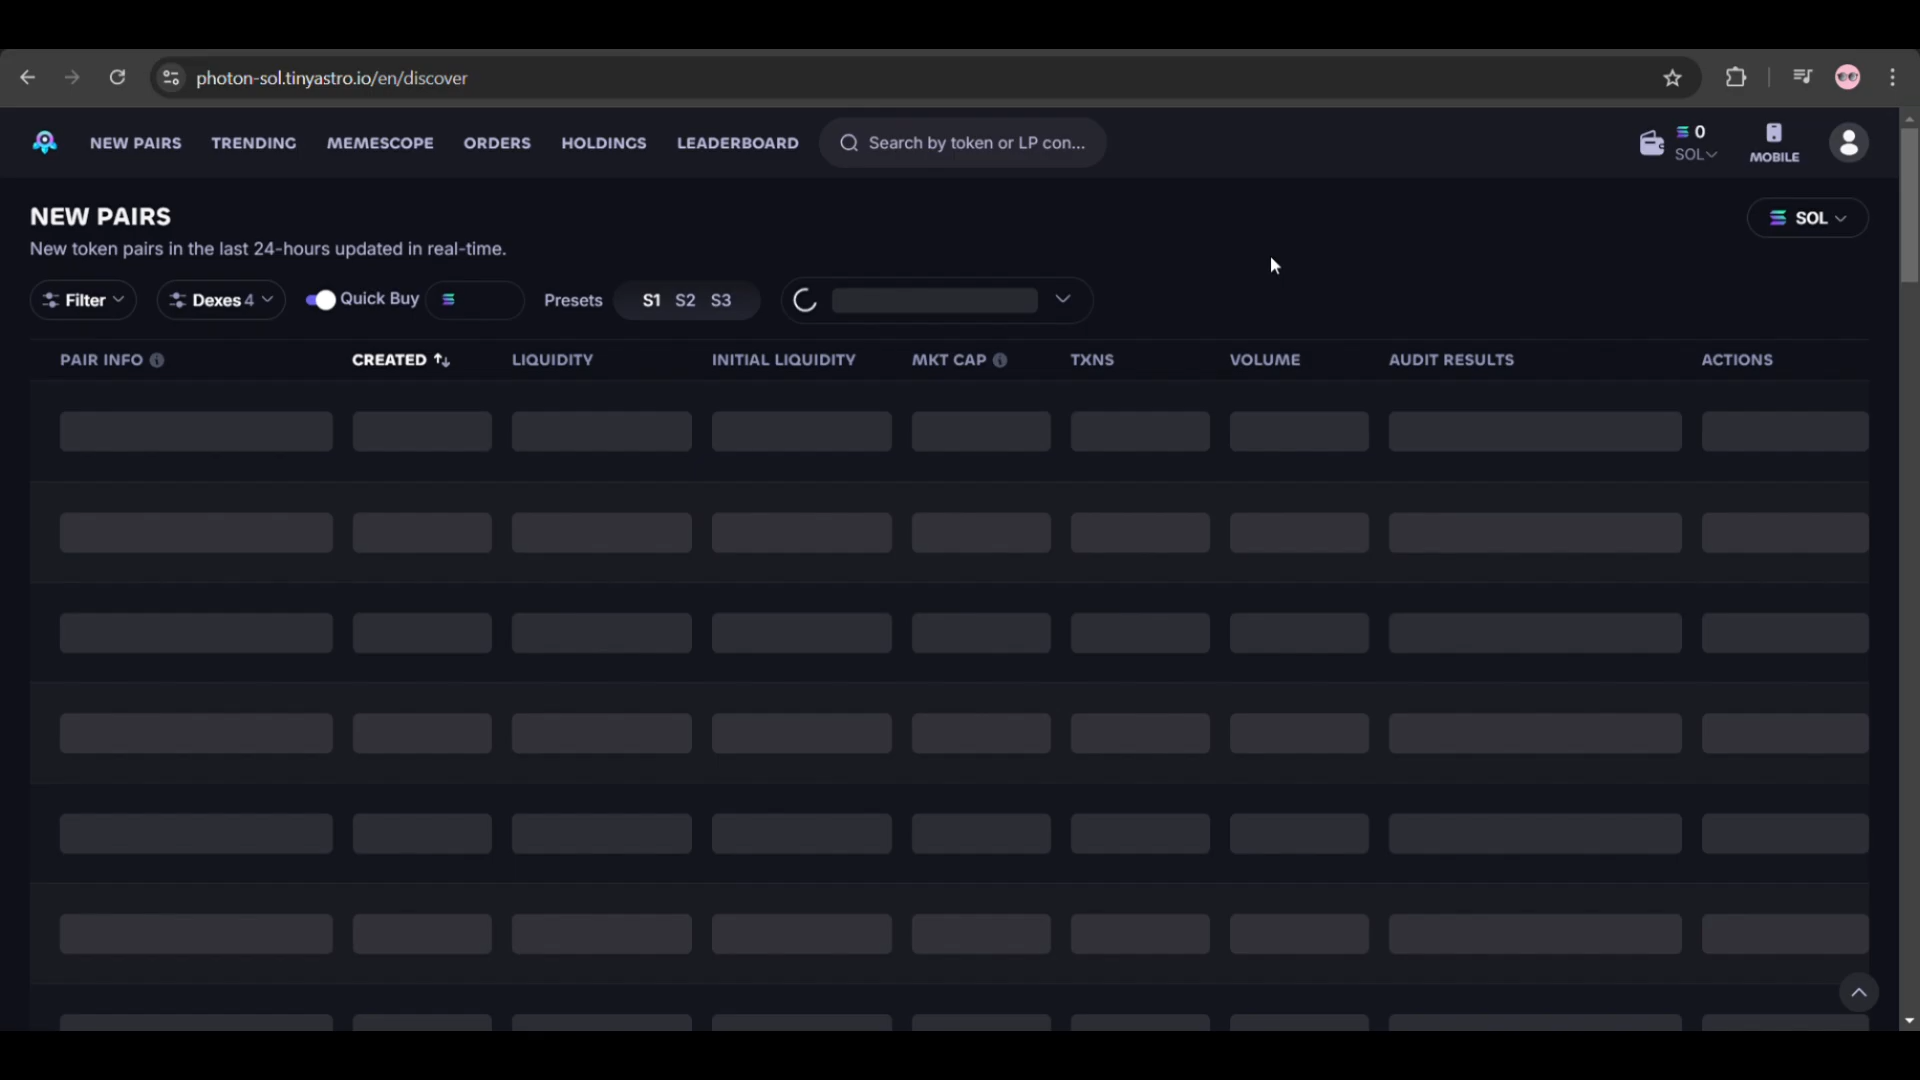 photon-sol.tinyastro.io/en/discover
NEW PAIRS TRENDING MEMESCOPE ORDERS HOLDINGS LEADERBOARD Search by token or LP con... 0 SOL MOBILE
NEW PAIRS SOL
New token pairs in the last 24-hours updated in real-time.
Filter Dexes 4 Quick Buy Presets S1 S2 S3
PAIR INFO CREATED LIQUIDITY INITIAL LIQUIDITY MKT CAP TXNS VOLUME AUDIT RESULTS ACTIONS